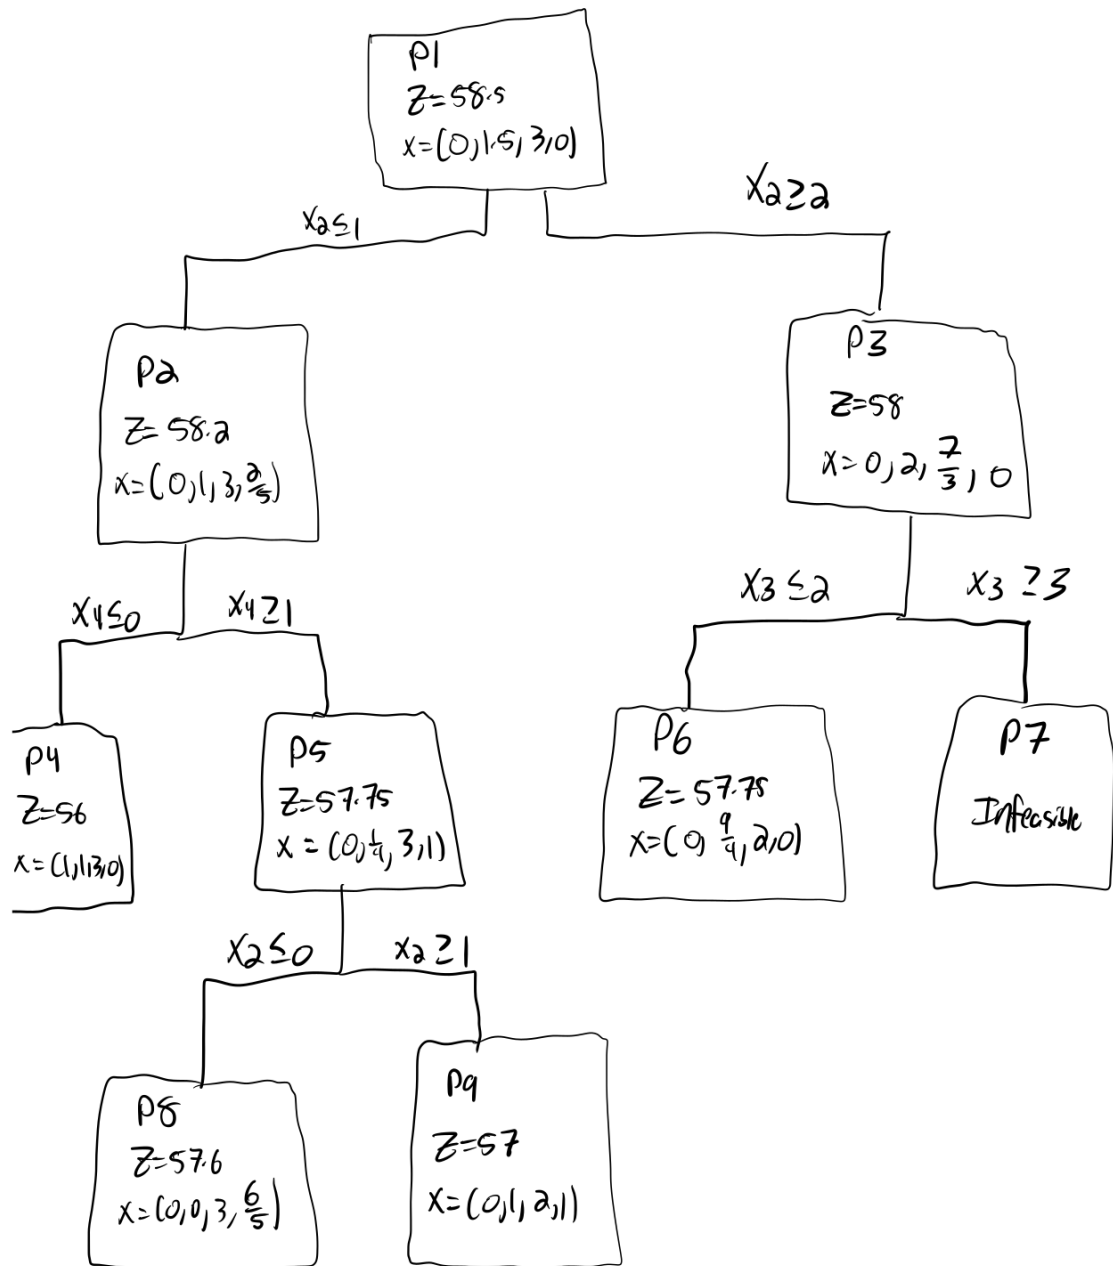 P1
Z=58.5
x=(0,1.5,3,0)
x2≤1
x2≥2
P2
Z=58.2
x=(0,1,3,2/5)
P3
Z=58
x=0,2,7/3,0
x4≤0
x4≥1
x3≤2
x3≥3
P4
Z=56
x=(1,1,3,0)
P5
Z=57.75
x=(0,1/4,3,1)
P6
Z=57.75
x=(0,9/4,2,0)
P7
Infeasible
x2≤0
x2≥1
P8
Z=57.6
x=(0,0,3,6/5)
P9
Z=57
x=(0,1,2,1)